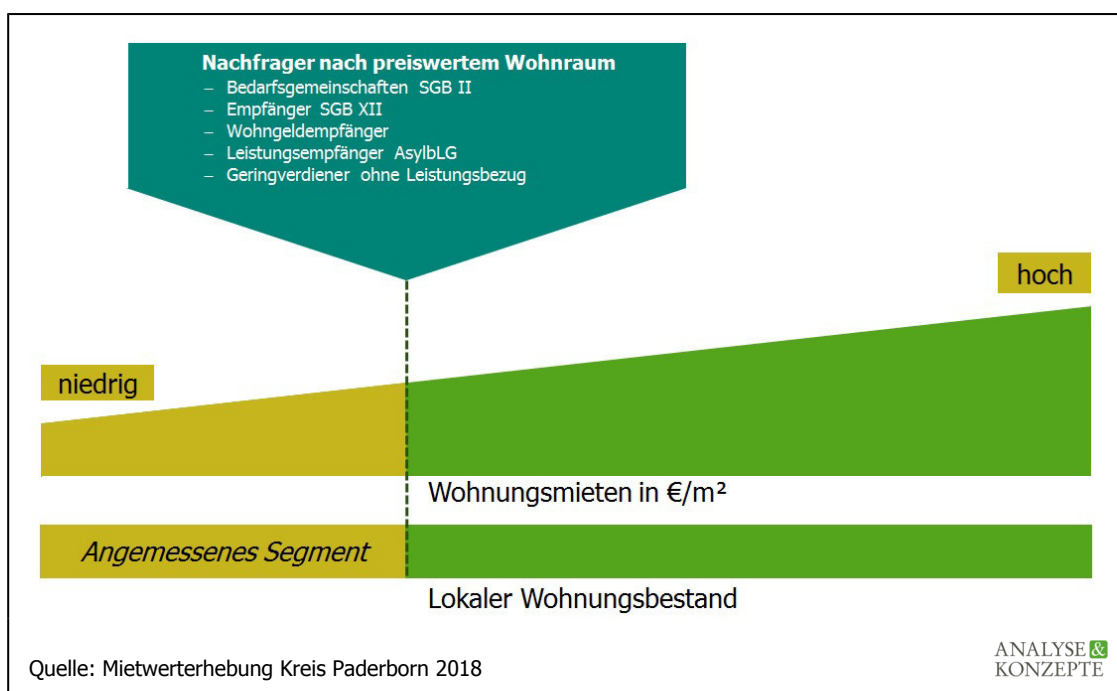 Nachfrager nach preiswertem Wohnraum
– Bedarfsgemeinschaften SGB II
– Empfänger SGB XII
– Wohngeldempfänger
– Leistungsempfänger AsylbLG
– Geringverdiener ohne Leistungsbezug
hoch
niedrig
Wohnungsmieten in €/m²
Angemessenes Segment
Lokaler Wohnungsbestand
Quelle: Mietwerterhebung Kreis Paderborn 2018
ANALYSE &
KONZEPTE